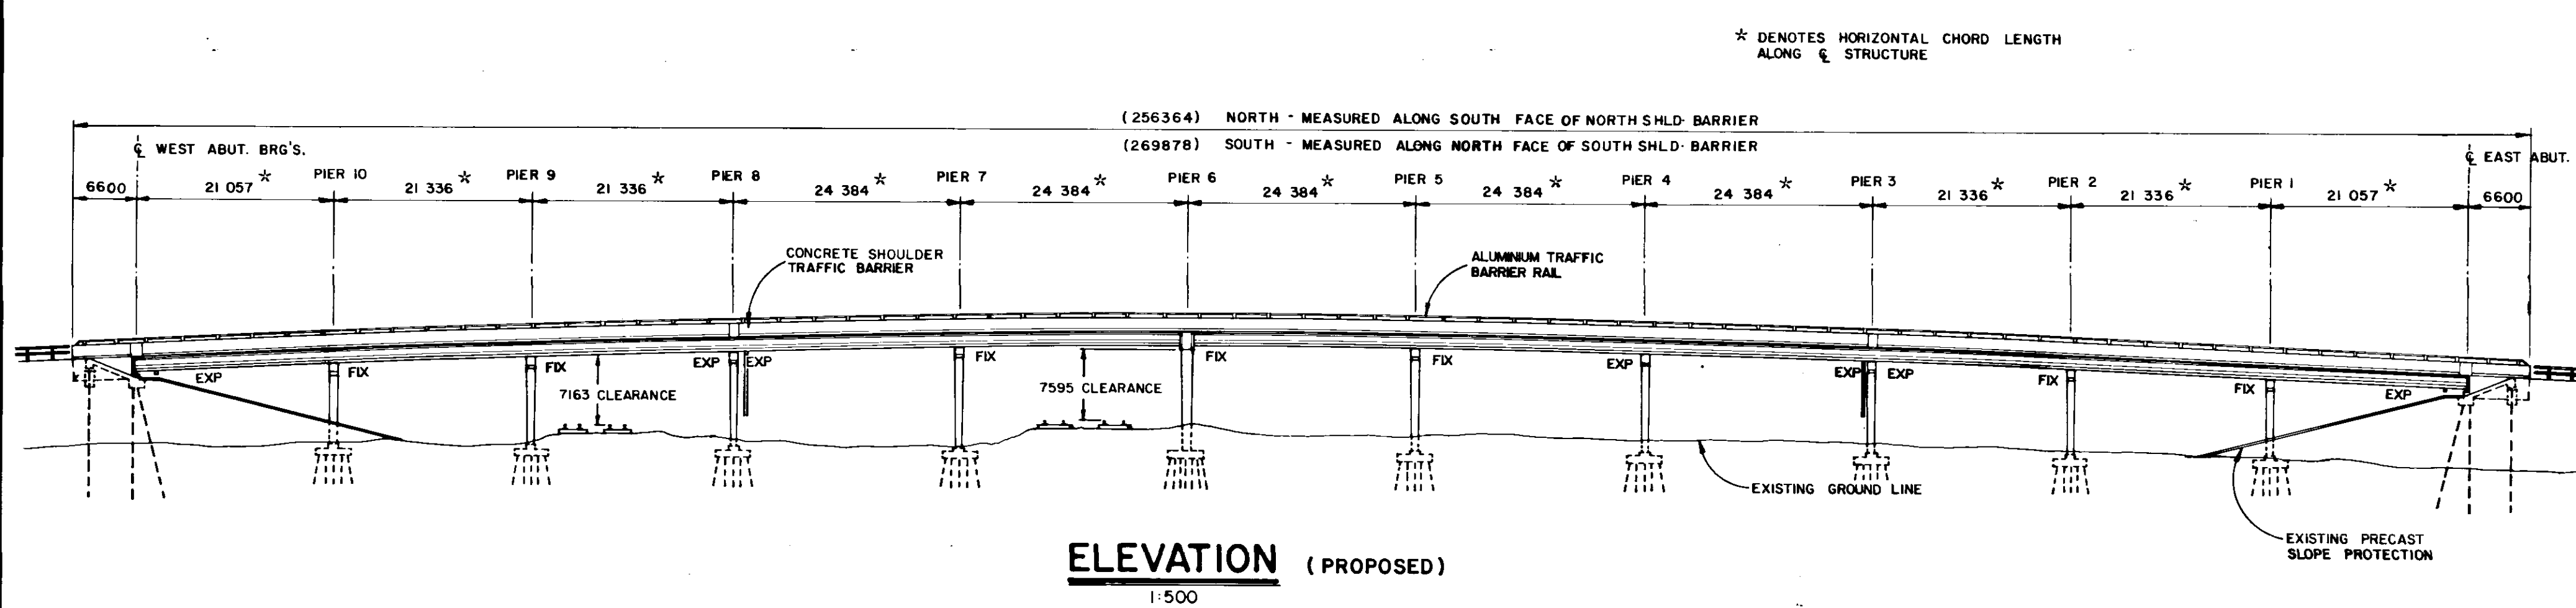 ☆ DENOTES HORIZONTAL CHORD LENGTH
ALONG ℄ STRUCTURE
(256364) NORTH - MEASURED ALONG SOUTH FACE OF NORTH SHLD· BARRIER
(269878) SOUTH - MEASURED ALONG NORTH FACE OF SOUTH SHLD· BARRIER
℄ WEST ABUT. BRG'S.
℄ EAST ABUT.
PIER 10 PIER 9 PIER 8 PIER 7 PIER 6 PIER 5 PIER 4 PIER 3 PIER 2 PIER 1
6600 21 057☆ 21 336☆ 21 336☆ 24 384☆ 24 384☆ 24 384☆ 24 384☆ 24 384☆ 21 336☆ 21 336☆ 21 057☆ 6600
CONCRETE SHOULDER
TRAFFIC BARRIER
ALUMINIUM TRAFFIC
BARRIER RAIL
EXP FIX FIX EXP EXP FIX FIX FIX EXP EXP EXP FIX FIX EXP
7163 CLEARANCE
7595 CLEARANCE
EXISTING GROUND LINE
EXISTING PRECAST
SLOPE PROTECTION
ELEVATION (PROPOSED)
1:500